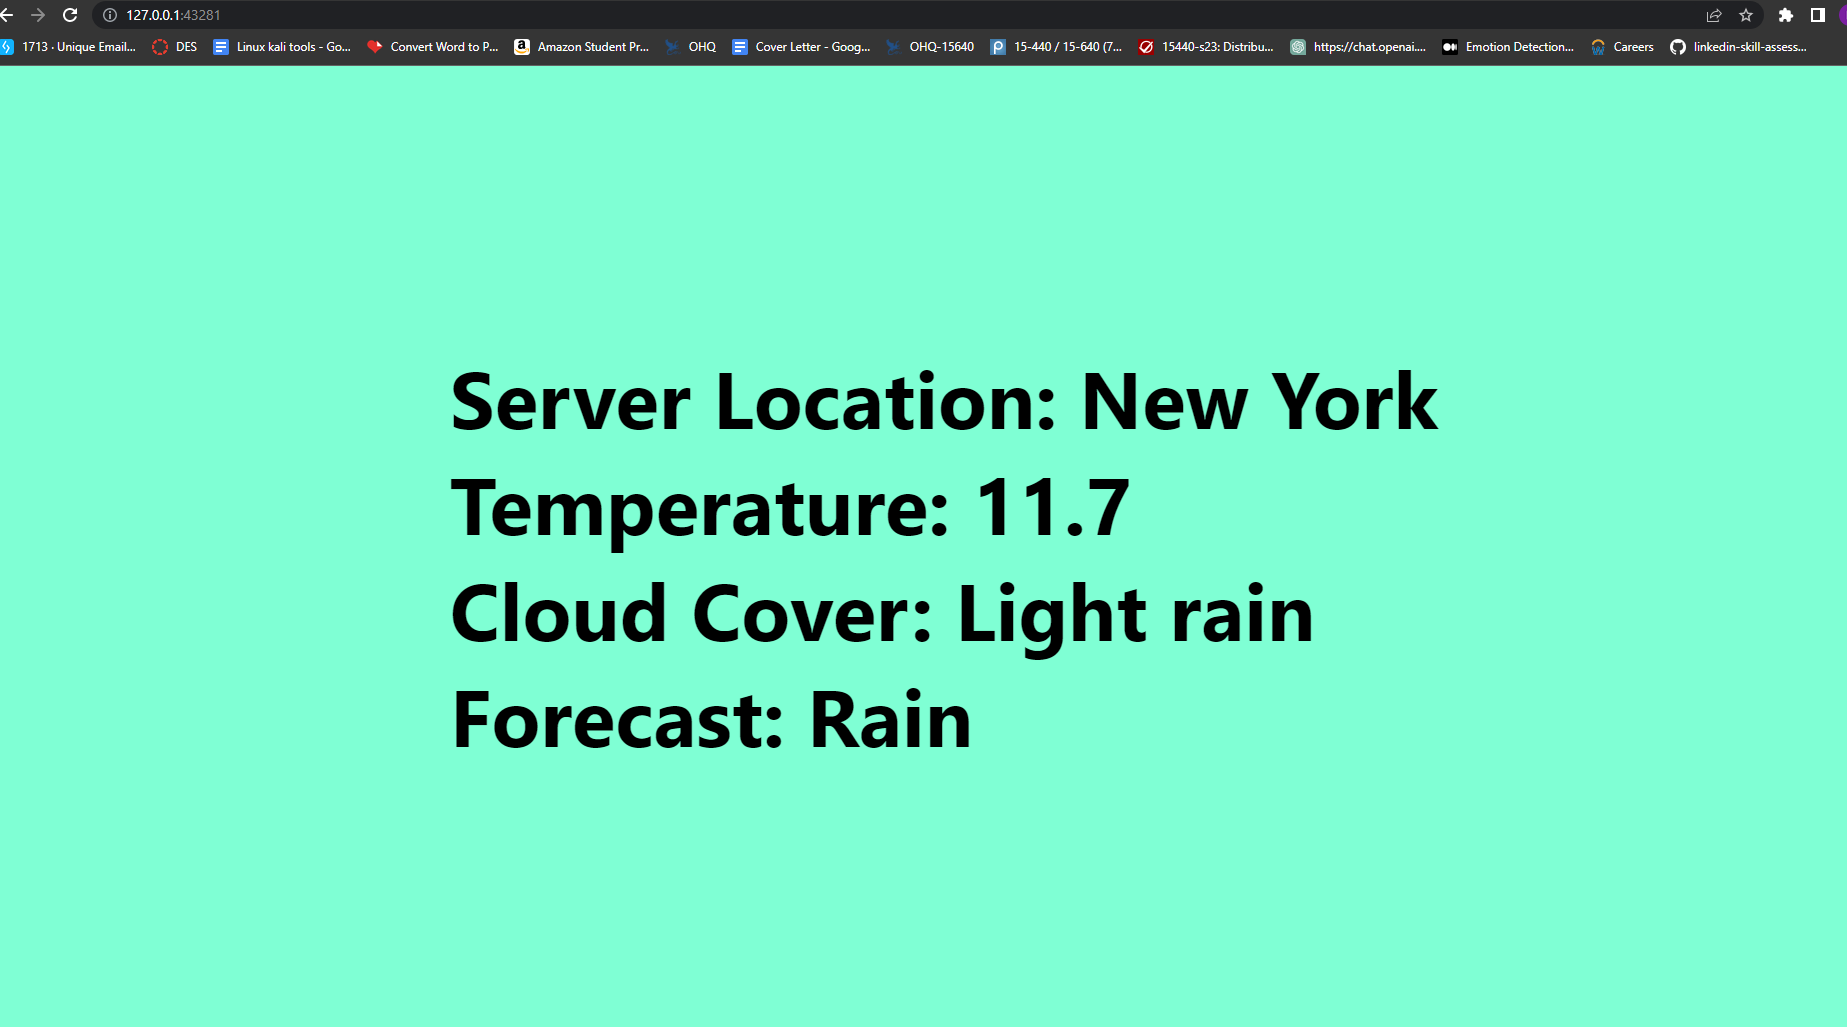 127.0.0.1:43281
1713 · Unique Email...
DES
Linux kali tools - Go...
Convert Word to P...
Amazon Student Pr...
OHQ
Cover Letter - Goog...
OHQ-15640
15-440 / 15-640 (7...
15440-s23: Distribu...
https://chat.openai....
Emotion Detection...
Careers
linkedin-skill-assess...
Server Location: New York
Temperature: 11.7
Cloud Cover: Light rain
Forecast: Rain